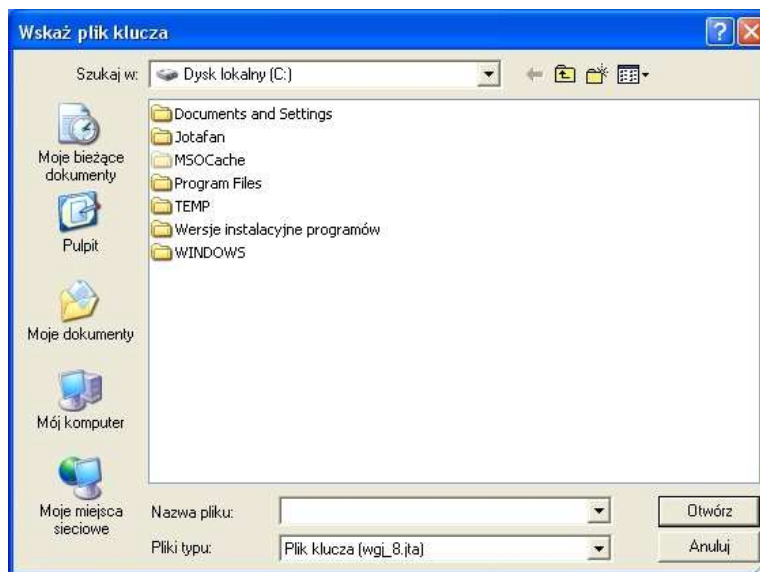 Wskaż plik klucza
Szukaj w:
Dysk lokalny (C:)
Moje bieżące
dokumenty
Pulpit
Moje dokumenty
Mój komputer
Moje miejsca
sieciowe
Documents and Settings
Jotafan
MSOCache
Program Files
TEMP
Wersje instalacyjne programów
WINDOWS
Nazwa pliku:
Otwórz
Pliki typu:
Plik klucza (wgj_8.jta)
Anuluj